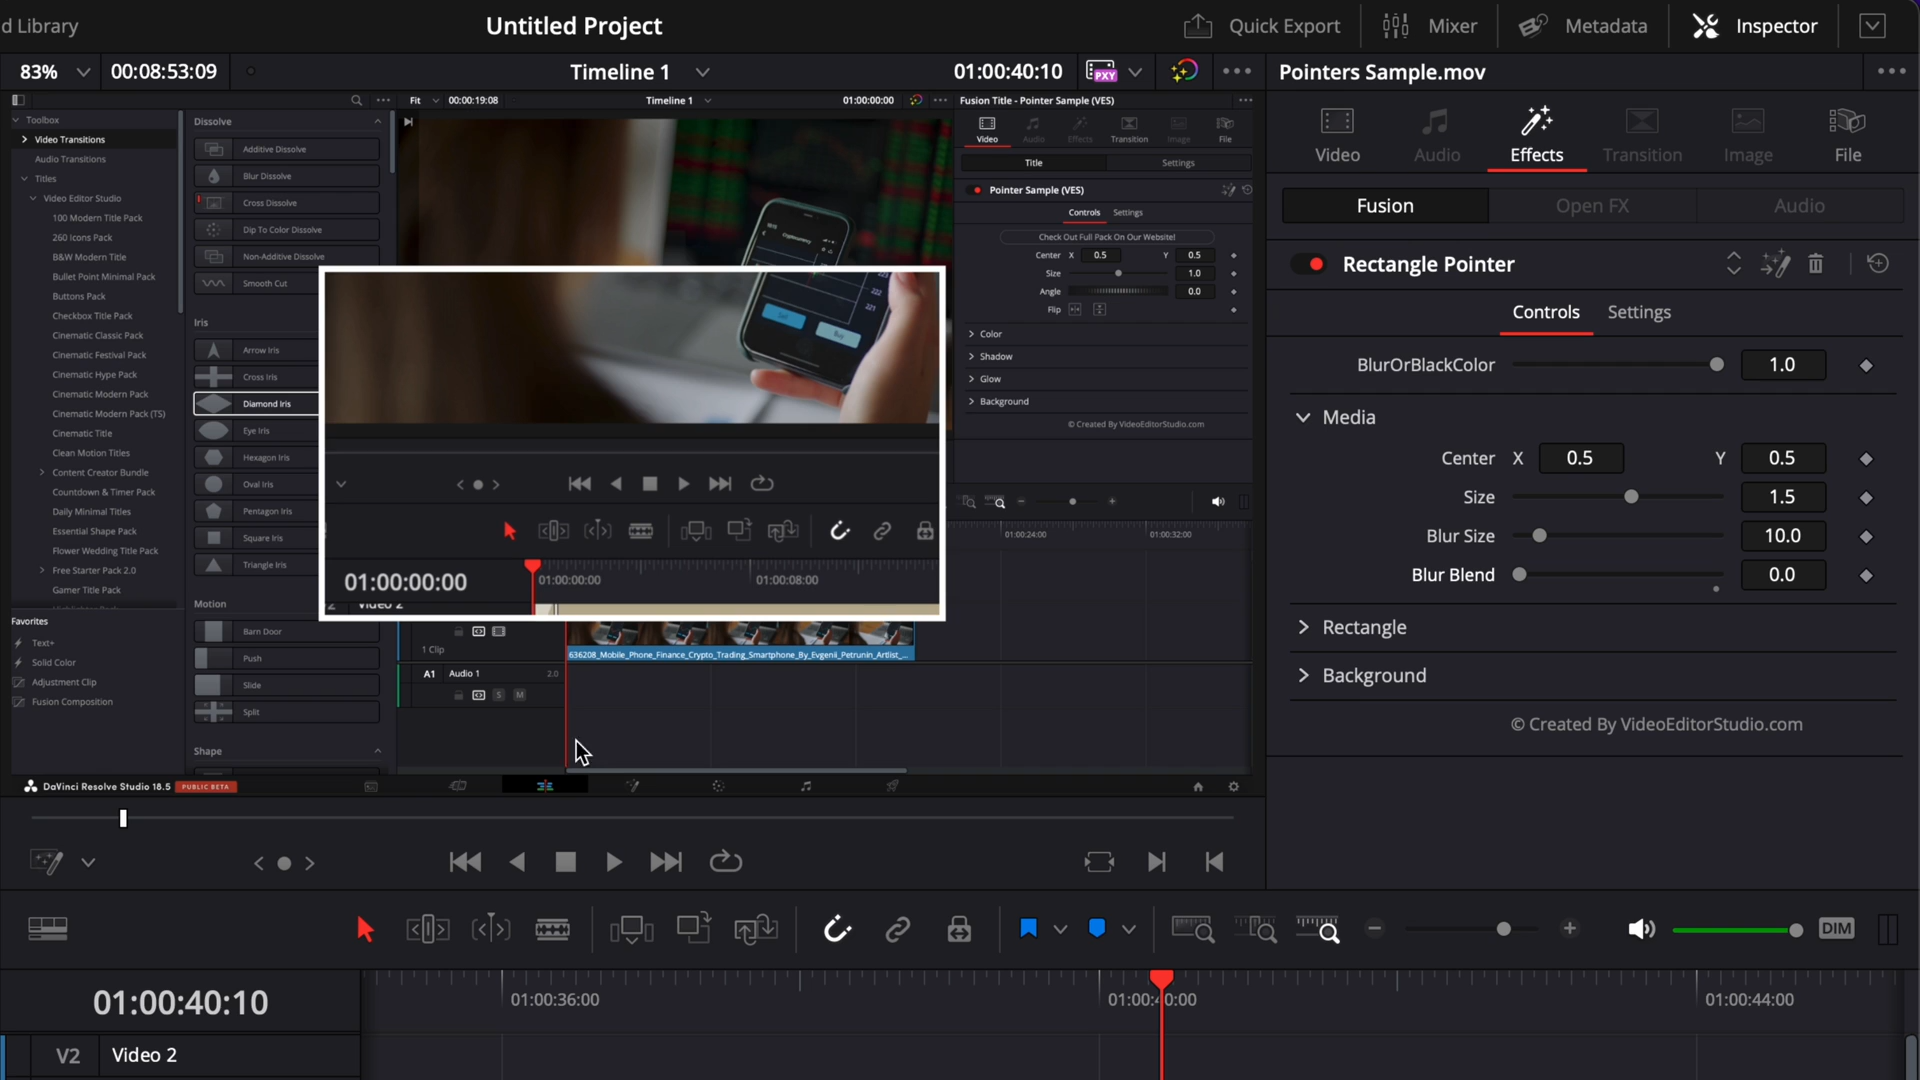 d Library
Untitled Project
Quick Export
Mixer
Metadata
Inspector
83%
00:08:53:09
Timeline 1
01:00:40:10
PXY
Pointers Sample.mov
Fit
00:00:19:08
Timeline 1
01:00:00:00
Fusion Title - Pointer Sample (VES)
Toolbox
Video Transitions
Audio Transitions
Titles
Video Editor Studio
100 Modern Title Pack
260 Icons Pack
B&W Modern Title
Bullet Point Minimal Pack
Buttons Pack
Checkbox Title Pack
Cinematic Classic Pack
Cinematic Festival Pack
Cinematic Hype Pack
Cinematic Modern Pack
Cinematic Modern Pack (TS)
Cinematic Title
Clean Motion Titles
Content Creator Bundle
Countdown & Timer Pack
Daily Minimal Titles
Essential Shape Pack
Flower Wedding Title Pack
Free Starter Pack 2.0
Gamer Title Pack
Favorites
Text+
Solid Color
Adjustment Clip
Fusion Composition
Dissolve
Additive Dissolve
Blur Dissolve
Cross Dissolve
Dip To Color Dissolve
Non-Additive Dissolve
Smooth Cut
Iris
Arrow Iris
Cross Iris
Diamond Iris
Eye Iris
Hexagon Iris
Oval Iris
Pentagon Iris
Square Iris
Triangle Iris
Motion
Barn Door
Push
Slide
Split
Shape
Cryptocurrency
223
222
221
Sell
Buy
01:00:00:00
01:00:00:00
01:00:08:00
Video 2
1 Clip
636208_Mobile_Phone_Finance_Crypto_Trading_Smartphone_By_Evgenii_Petrunin_Artlist_...
A1 Audio 1 2.0
S M
Video
Audio
Effects
Transition
Image
File
Title
Settings
Pointer Sample (VES)
Controls
Settings
Check Out Full Pack On Our Website!
Center X 0.5 Y 0.5
Size 1.0
Angle 0.0
Flip
Color
Shadow
Glow
Background
© Created By VideoEditorStudio.com
01:00:24:00
01:00:32:00
DaVinci Resolve Studio 18.5 PUBLIC BETA
Video
Audio
Effects
Transition
Image
File
Fusion
Open FX
Audio
Rectangle Pointer
Controls
Settings
BlurOrBlackColor 1.0
Media
Center X 0.5 Y 0.5
Size 1.5
Blur Size 10.0
Blur Blend 0.0
Rectangle
Background
© Created By VideoEditorStudio.com
DIM
01:00:40:10
01:00:36:00
01:00:40:00
01:00:44:00
V2 Video 2